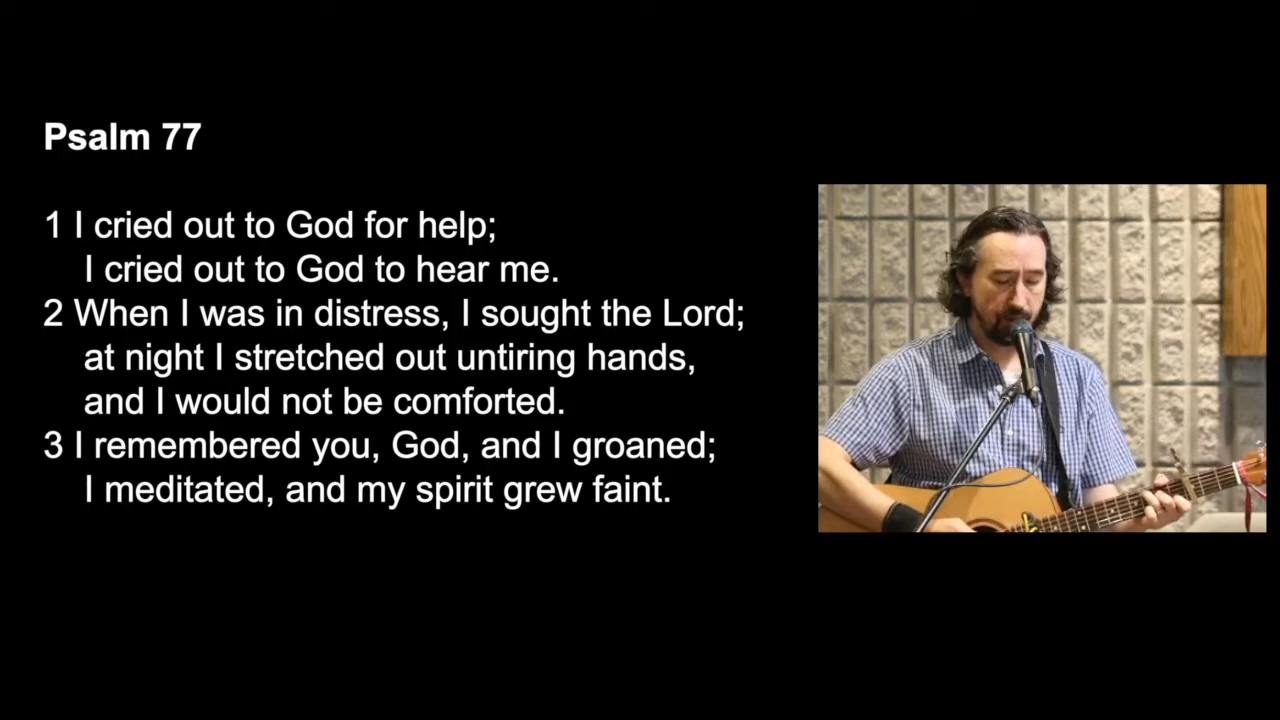 Psalm 77
1 I cried out to God for help;
I cried out to God to hear me.
2 When I was in distress, I sought the Lord;
at night I stretched out untiring hands,
and I would not be comforted.
3 I remembered you, God, and I groaned;
I meditated, and my spirit grew faint.